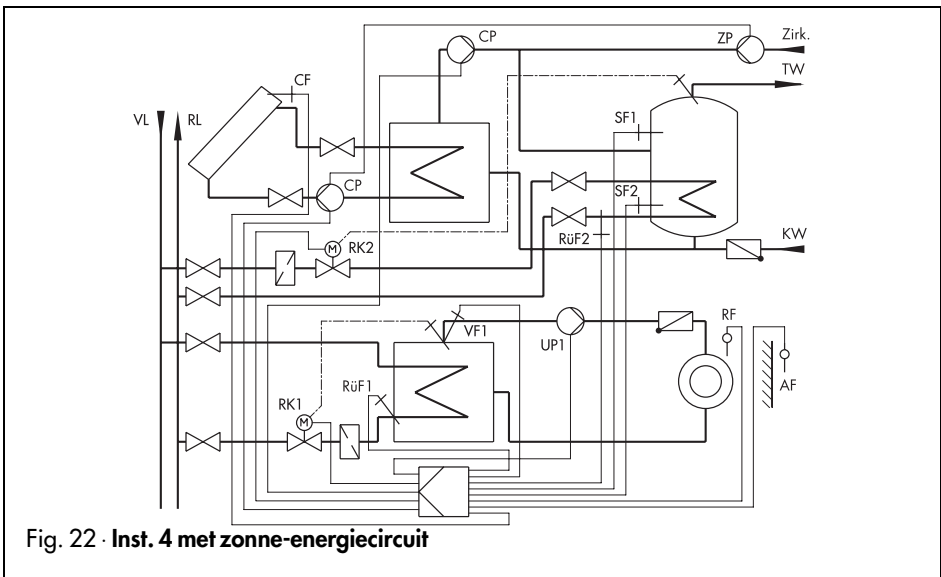 CP
ZP
Zirk.
TW
CF
VL
RL
SF1
CP
SF2
RüF2
KW
M
RK2
VF1
UP1
RF
RüF1
AF
RK1
M
Fig. 22 · Inst. 4 met zonne-energiecircuit